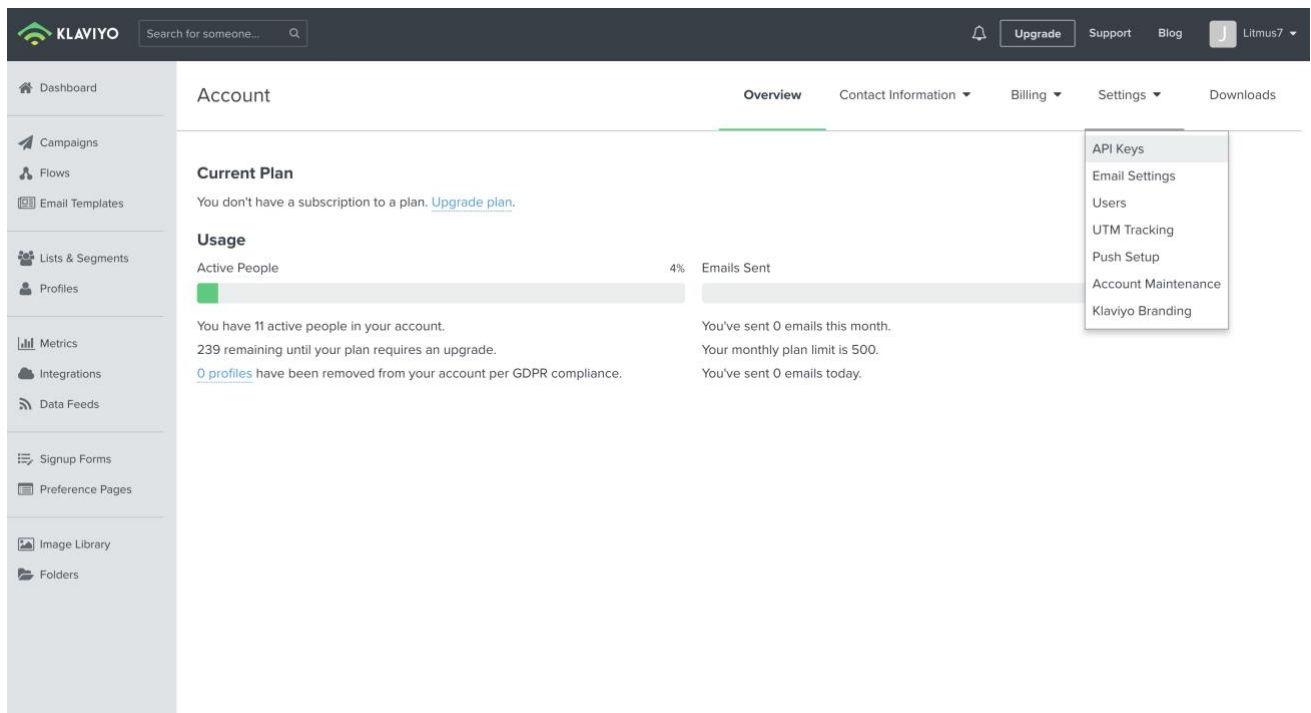 KLAVIYO
Search for someone...
Upgrade
Support
Blog
J
Litmus7
Dashboard
Campaigns
Flows
Email Templates
Lists & Segments
Profiles
Metrics
Integrations
Data Feeds
Signup Forms
Preference Pages
Image Library
Folders
Account
Overview
Contact Information
Billing
Settings
Downloads
API Keys
Email Settings
Users
UTM Tracking
Push Setup
Account Maintenance
Klaviyo Branding
Current Plan
You don't have a subscription to a plan. Upgrade plan.
Usage
Active People
4%
You have 11 active people in your account.
239 remaining until your plan requires an upgrade.
0 profiles have been removed from your account per GDPR compliance.
Emails Sent
You've sent 0 emails this month.
Your monthly plan limit is 500.
You've sent 0 emails today.